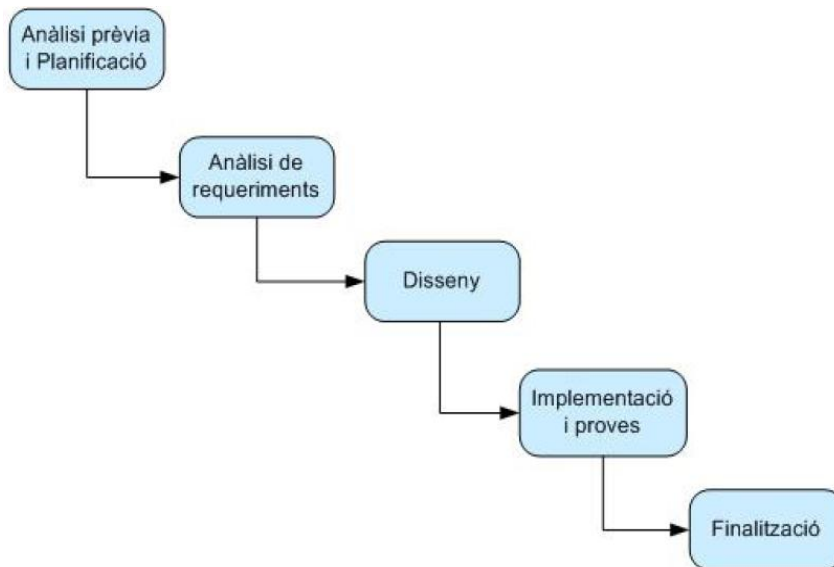 Anàlisi prèvia
i Planificació
Anàlisi de
requeriments
Disseny
Implementació
i proves
Finalització